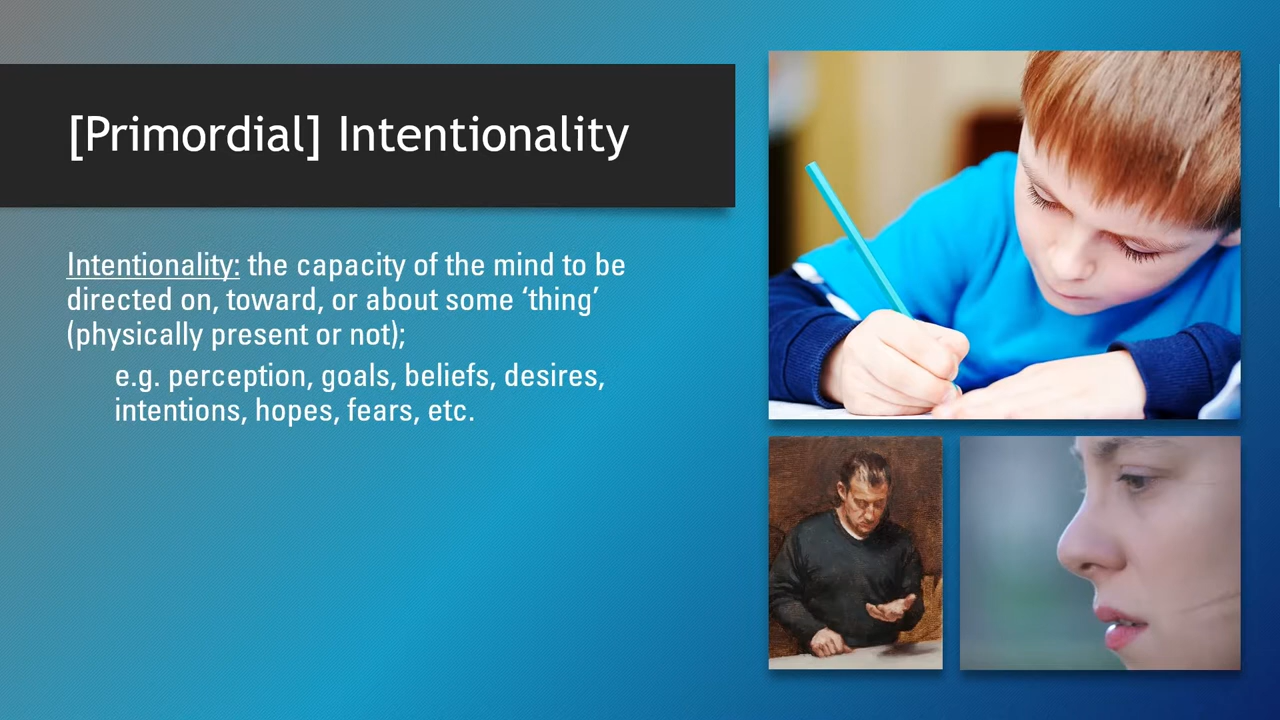 [Primordial] Intentionality
Intentionality: the capacity of the mind to be
directed on, toward, or about some ‘thing’
(physically present or not);
e.g. perception, goals, beliefs, desires,
intentions, hopes, fears, etc.